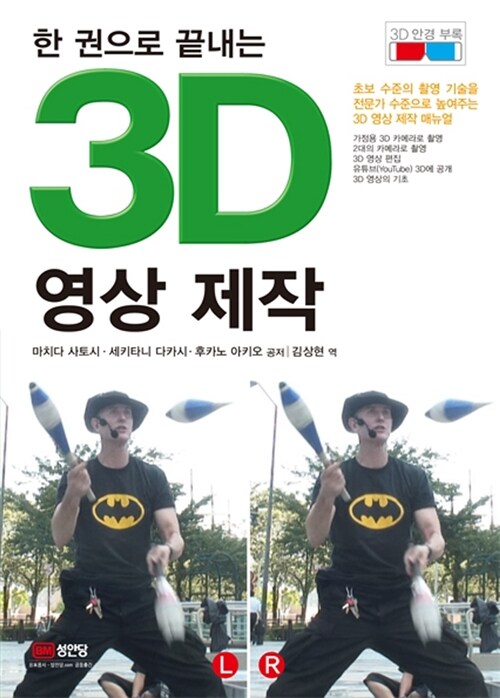 한 권으로 끝내는
3D 안경 부록
3D
초보 수준의 촬영 기술을
전문가 수준으로 높여주는
3D 영상 제작 매뉴얼
가정용 3D 카메라로 촬영
2대의 카메라로 촬영
3D 영상 편집
유튜브(YouTube) 3D에 공개
3D 영상의 기초
영상 제작
마치다 사토시 · 세키타니 다카시 · 후카노 아키오 공저 | 김상현 역
BM 성안당
L R